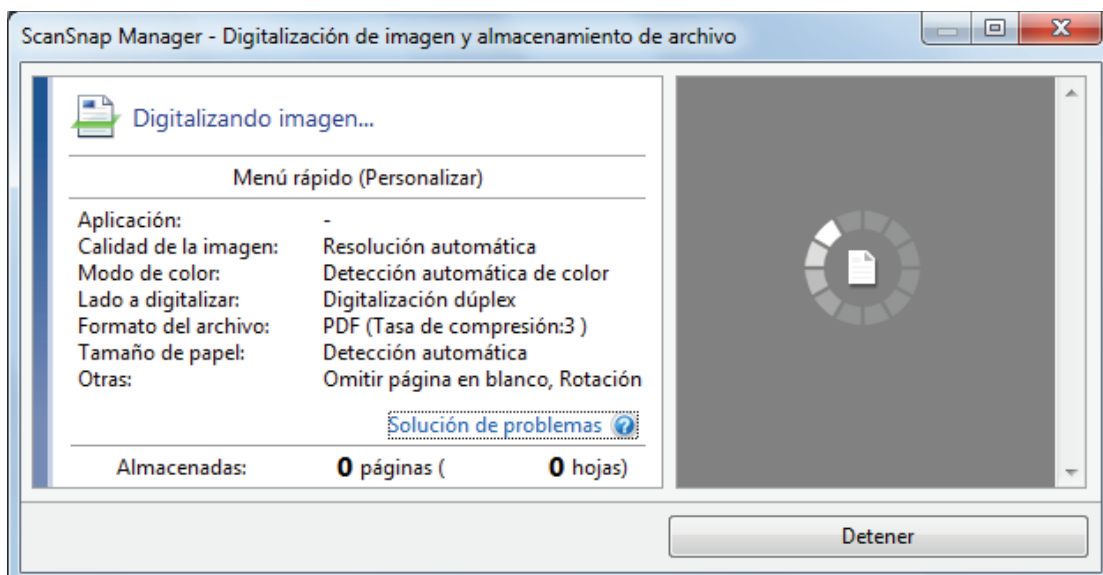 ScanSnap Manager - Digitalización de imagen y almacenamiento de archivo
Digitalizando imagen...
Menú rápido (Personalizar)
Aplicación: -
Calidad de la imagen: Resolución automática
Modo de color: Detección automática de color
Lado a digitalizar: Digitalización dúplex
Formato del archivo: PDF (Tasa de compresión:3 )
Tamaño de papel: Detección automática
Otras: Omitir página en blanco, Rotación
Solución de problemas ?
Almacenadas: 0 páginas ( 0 hojas)
Detener